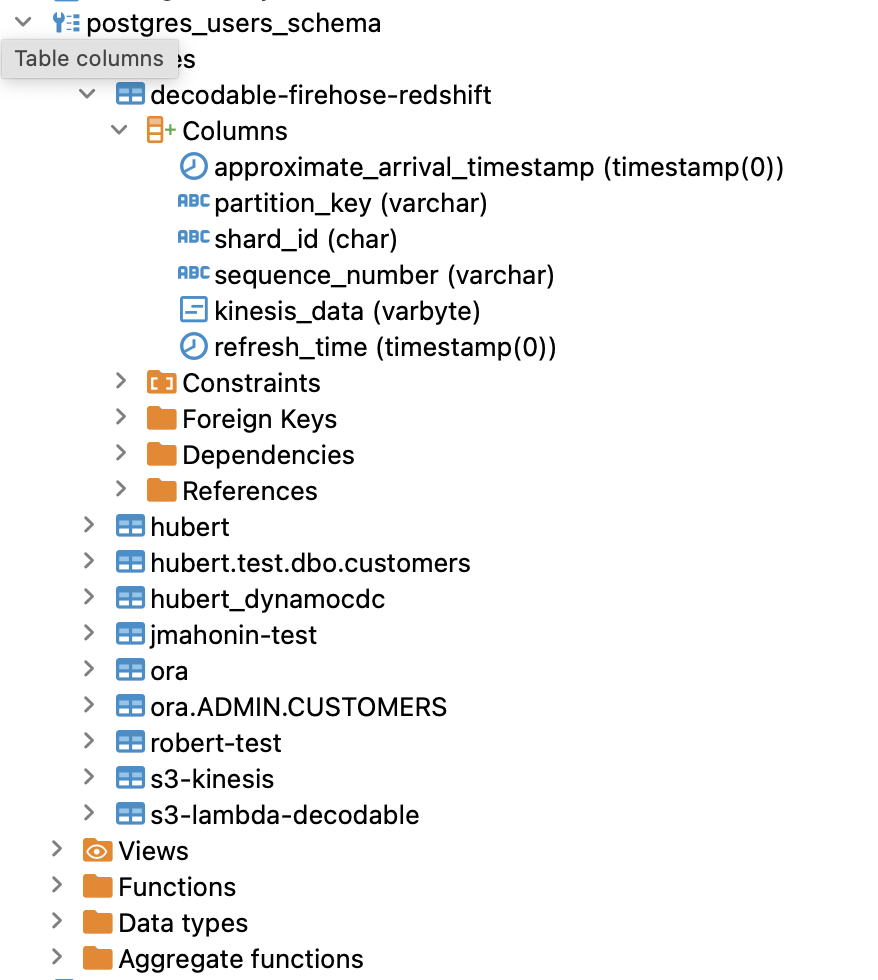 postgres_users_schema
Table columns
es
decodable-firehose-redshift
Columns
approximate_arrival_timestamp (timestamp(0))
ABC partition_key (varchar)
ABC shard_id (char)
ABC sequence_number (varchar)
kinesis_data (varbyte)
refresh_time (timestamp(0))
Constraints
Foreign Keys
Dependencies
References
hubert
hubert.test.dbo.customers
hubert_dynamocdc
jmahonin-test
ora
ora.ADMIN.CUSTOMERS
robert-test
s3-kinesis
s3-lambda-decodable
Views
Functions
Data types
Aggregate functions